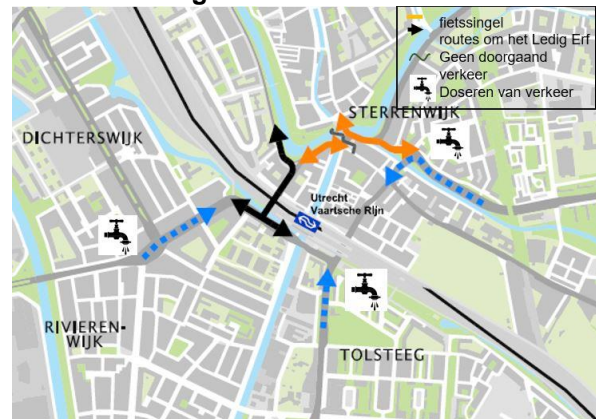 fietssingel
routes om het Ledig Erf
Geen doorgaand
verkeer
Doseren van verkeer
STERRENWIJK
DICHTERSWIJK
Utrecht
Vaartsche Rijn
RIVIEREN-
WIJK
TOLSTEEG